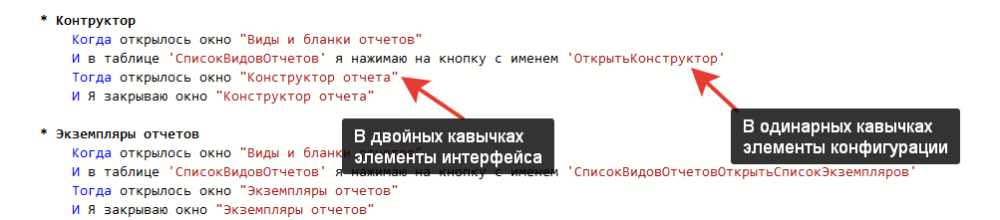 * Контруктор
Когда открылось окно "Виды и бланки отчетов"
И в таблице 'СписокВидовОтчетов' я нажимаю на кнопку с именем 'ОткрытьКонструктор'
Тогда открылось окно "Конструктор отчета"
И Я закрываю окно "Конструктор отчета"
В двойных кавычках
элементы интерфейса
В одинарных кавычках
элементы конфигурации
* Экземпляры отчетов
Когда открылось окно "Виды и бланки
И в таблице 'СписокВидовОтчетов' я нажимаю на кнопку с именем 'СписокВидовОтчетовОткрытьСписокЭкземпляров'
Тогда открылось окно "Экземпляры отчетов"
И Я закрываю окно "Экземпляры отчетов"